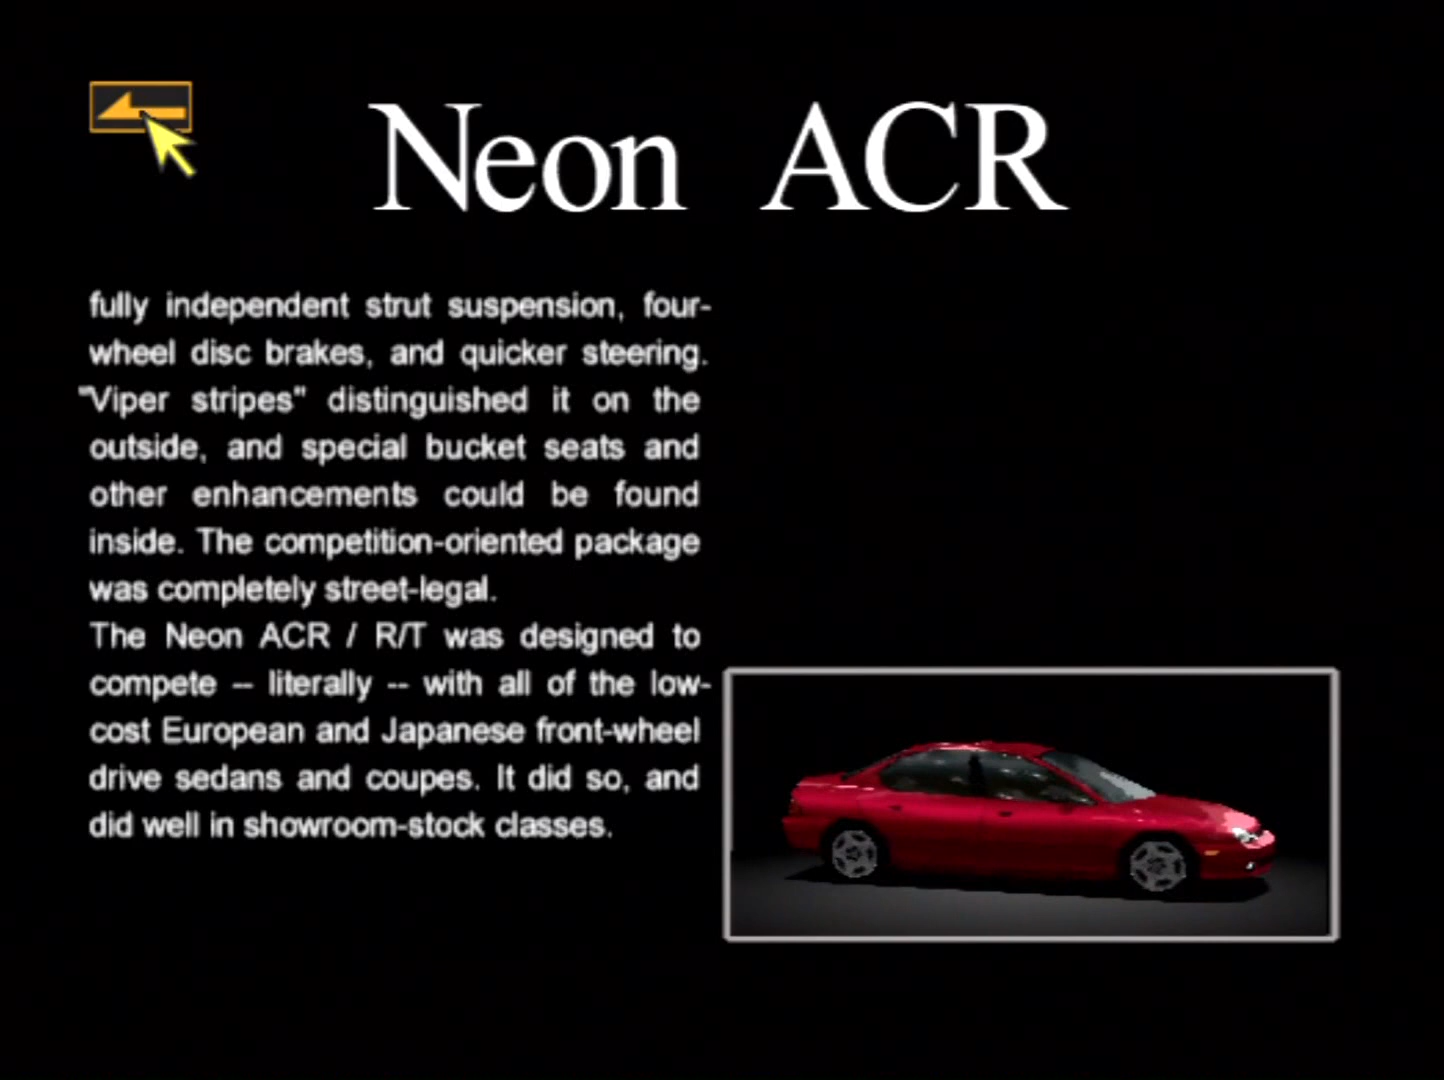 Neon ACR
fully independent strut suspension, four-
wheel disc brakes, and quicker steering.
"Viper stripes" distinguished it on the
outside, and special bucket seats and
other enhancements could be found
inside. The competition-oriented package
was completely street-legal.
The Neon ACR / R/T was designed to
compete -- literally -- with all of the low-
cost European and Japanese front-wheel
drive sedans and coupes. It did so, and
did well in showroom-stock classes.